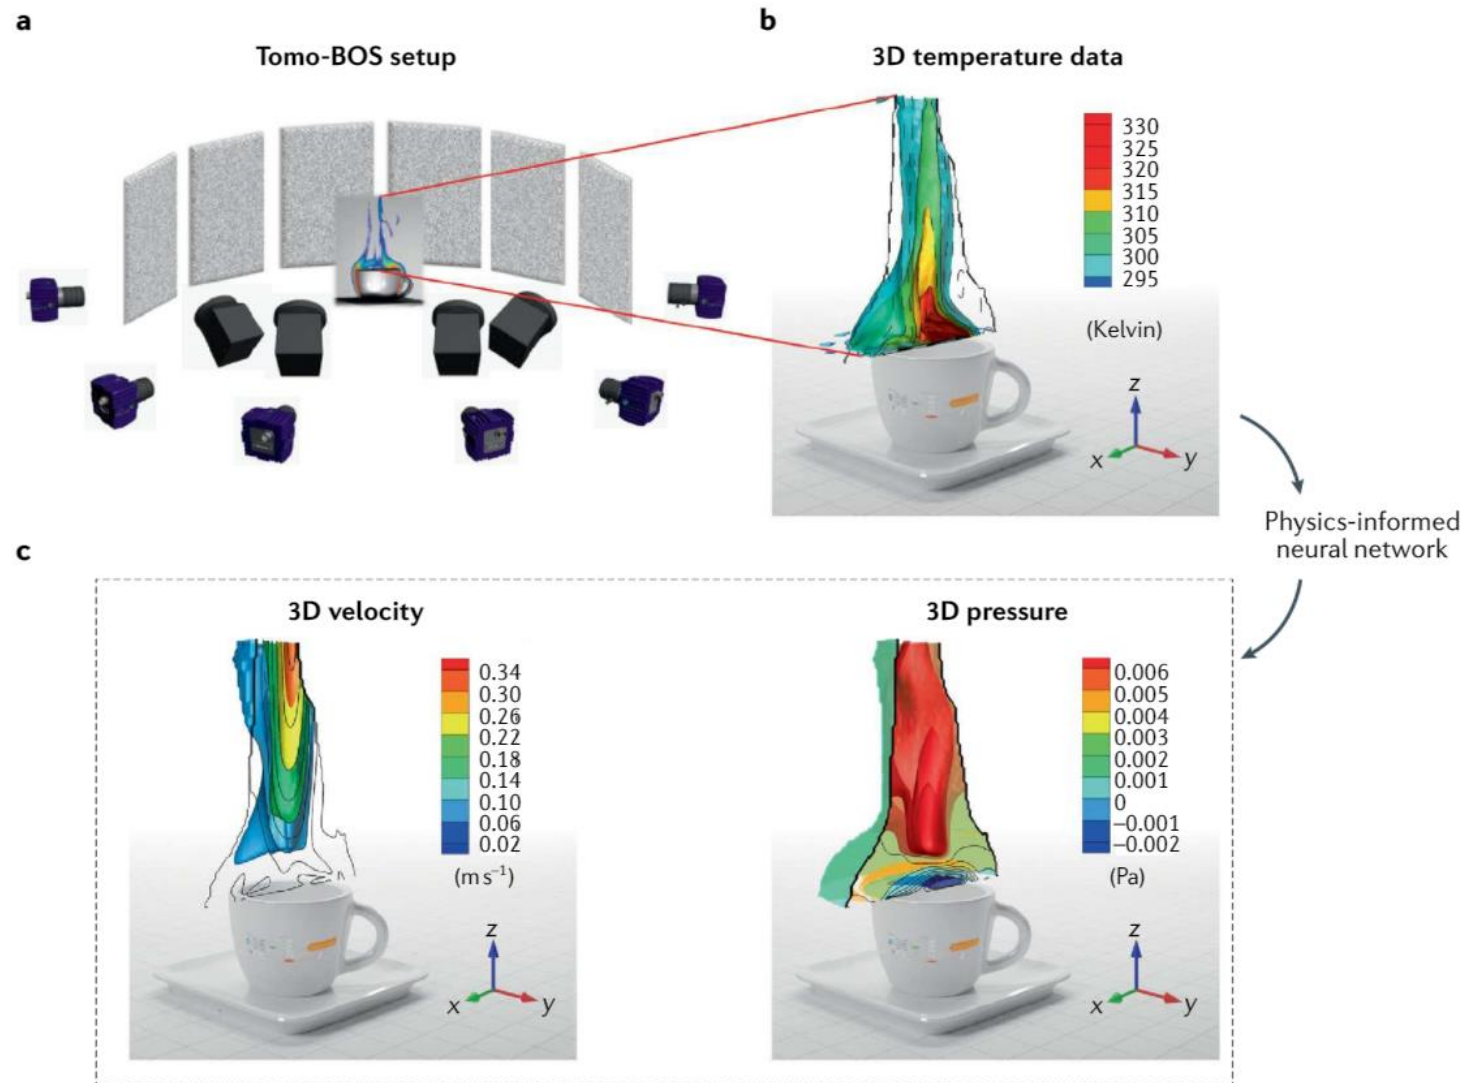 a
Tomo-BOS setup
b
3D temperature data
330
325
320
315
310
305
300
295
(Kelvin)
z
x
y
Physics-informed
neural network
c
3D velocity
0.34
0.30
0.26
0.22
0.18
0.14
0.10
0.06
0.02
(m s⁻¹)
z
x
y
3D pressure
0.006
0.005
0.004
0.003
0.002
0.001
0
−0.001
−0.002
(Pa)
z
x
y